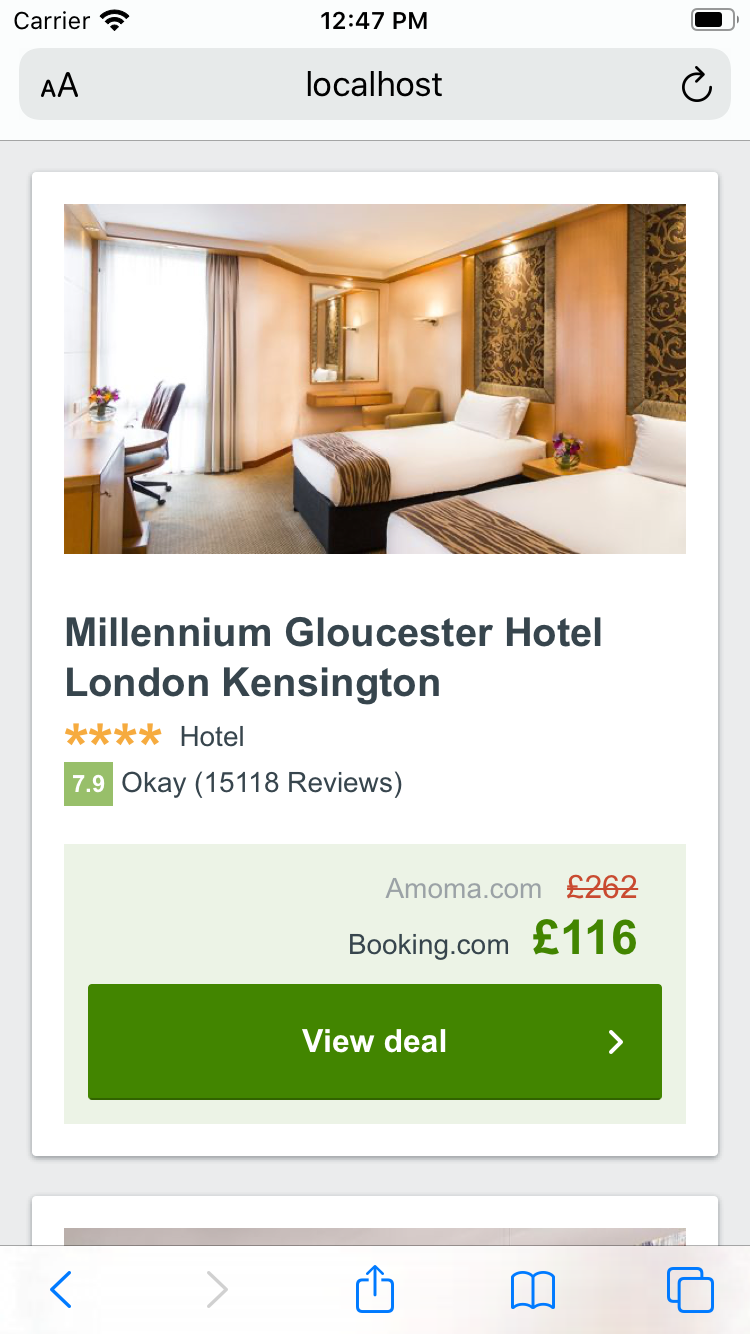 Carrier 12:47 PM
AA localhost
Millennium Gloucester Hotel
London Kensington
**** Hotel
7.9 Okay (15118 Reviews)
Amoma.com £262
Booking.com £116
View deal